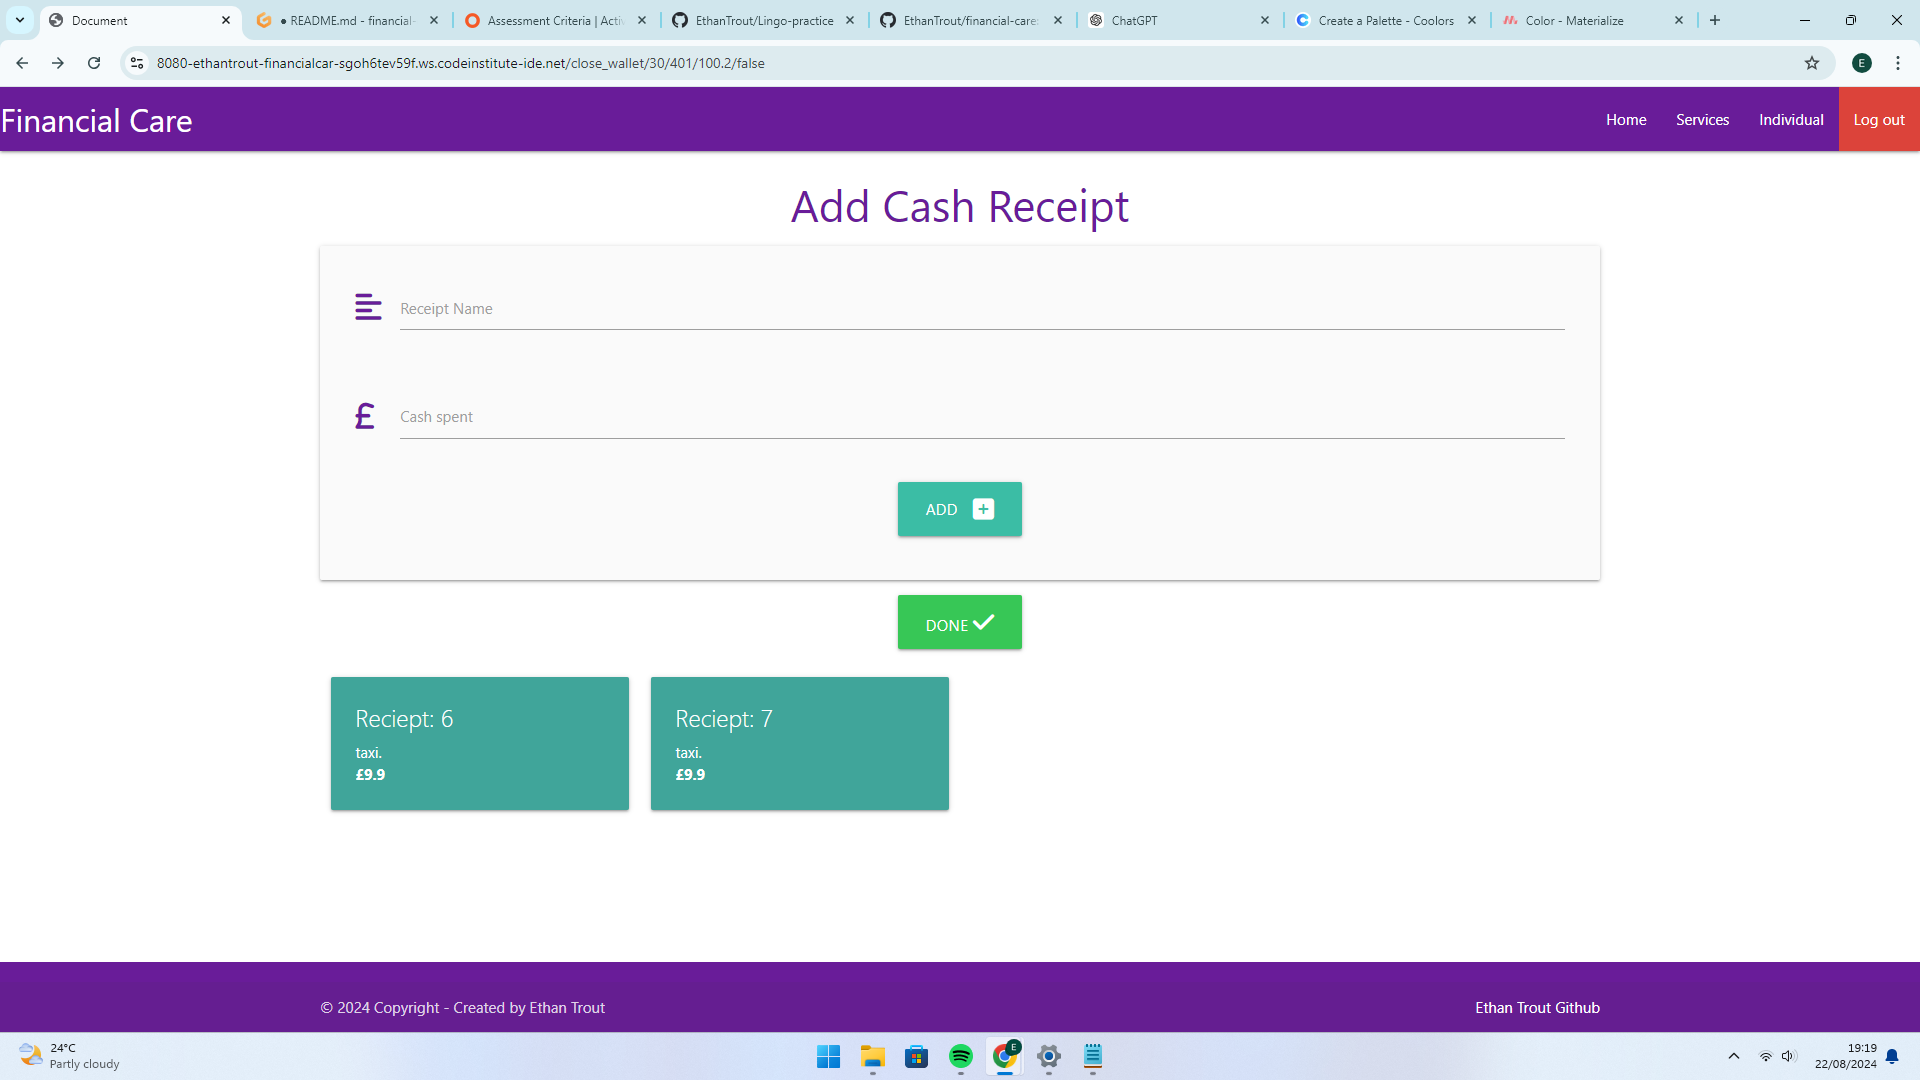 Document
● README.md - financial-
Assessment Criteria | Activ
EthanTrout/Lingo-practice
EthanTrout/financial-care:
ChatGPT
Create a Palette - Coolors
Color - Materialize
8080-ethantrout-financialcar-sgoh6tev59f.ws.codeinstitute-ide.net/close_wallet/30/401/100.2/false
E
Financial Care
Home
Services
Individual
Log out
Add Cash Receipt
Receipt Name
£
Cash spent
ADD
DONE
Reciept: 6
taxi.
£9.9
Reciept: 7
taxi.
£9.9
© 2024 Copyright - Created by Ethan Trout
Ethan Trout Github
24°C
Partly cloudy
E
19:19
22/08/2024